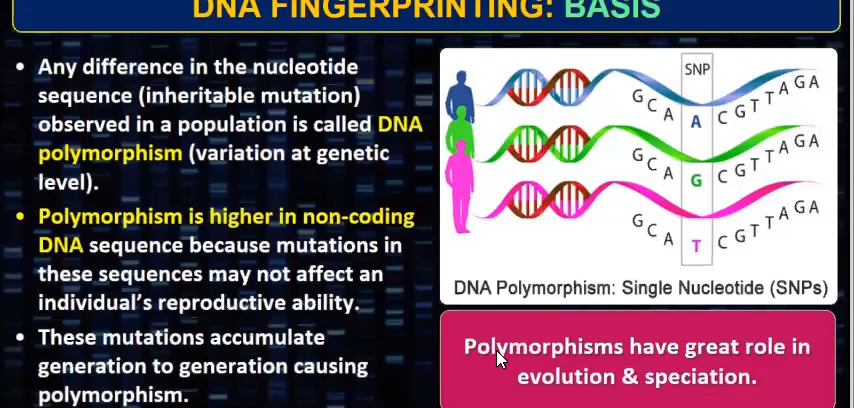 DNA FINGERPRINTING: BASIS
• Any difference in the nucleotide
sequence (inheritable mutation)
observed in a population is called DNA
polymorphism (variation at genetic
level).
• Polymorphism is higher in non-coding
DNA sequence because mutations in
these sequences may not affect an
individual's reproductive ability.
• These mutations accumulate
generation to generation causing
polymorphism.
SNP
G C A A C G T T A G A
G C A G C G T T A G A
G C A T C G T T A G A
DNA Polymorphism: Single Nucleotide (SNPs)
Polymorphisms have great role in
evolution & speciation.